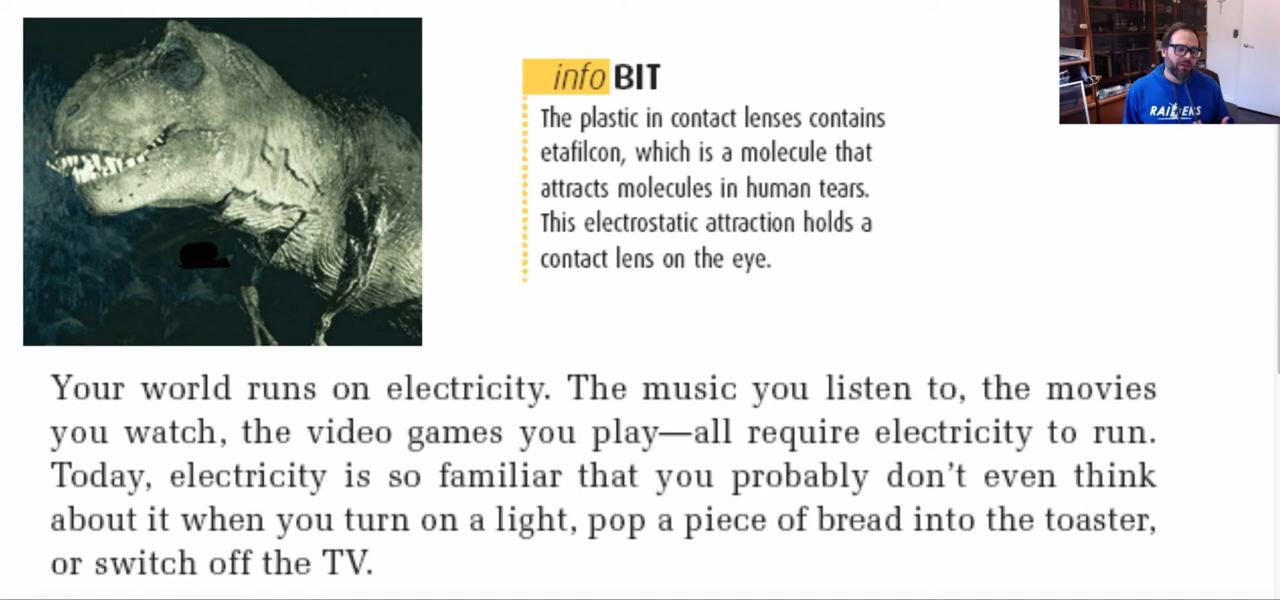 info BIT
The plastic in contact lenses contains
etafilcon, which is a molecule that
attracts molecules in human tears.
This electrostatic attraction holds a
contact lens on the eye.
Your world runs on electricity. The music you listen to, the movies
you watch, the video games you play—all require electricity to run.
Today, electricity is so familiar that you probably don't even think
about it when you turn on a light, pop a piece of bread into the toaster,
or switch off the TV.